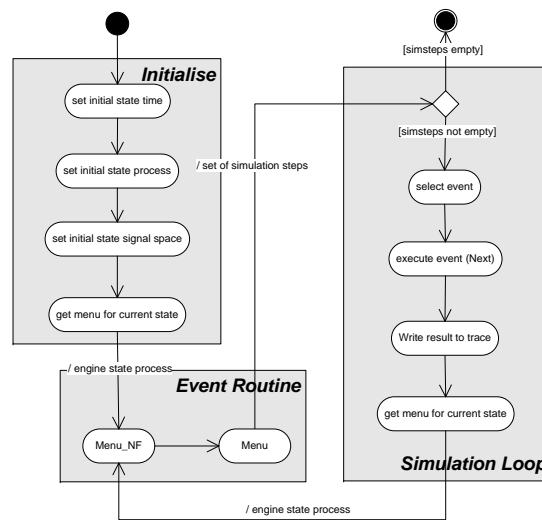 [simsteps empty]
Initialise
set initial state time
[simsteps not empty]
set initial state process
/ set of simulation steps
select event
set initial state signal space
execute event (Next)
get menu for current state
Write result to trace
/ engine state process
Event Routine
get menu for current state
Menu_NF
Menu
Simulation Loop
/ engine state process